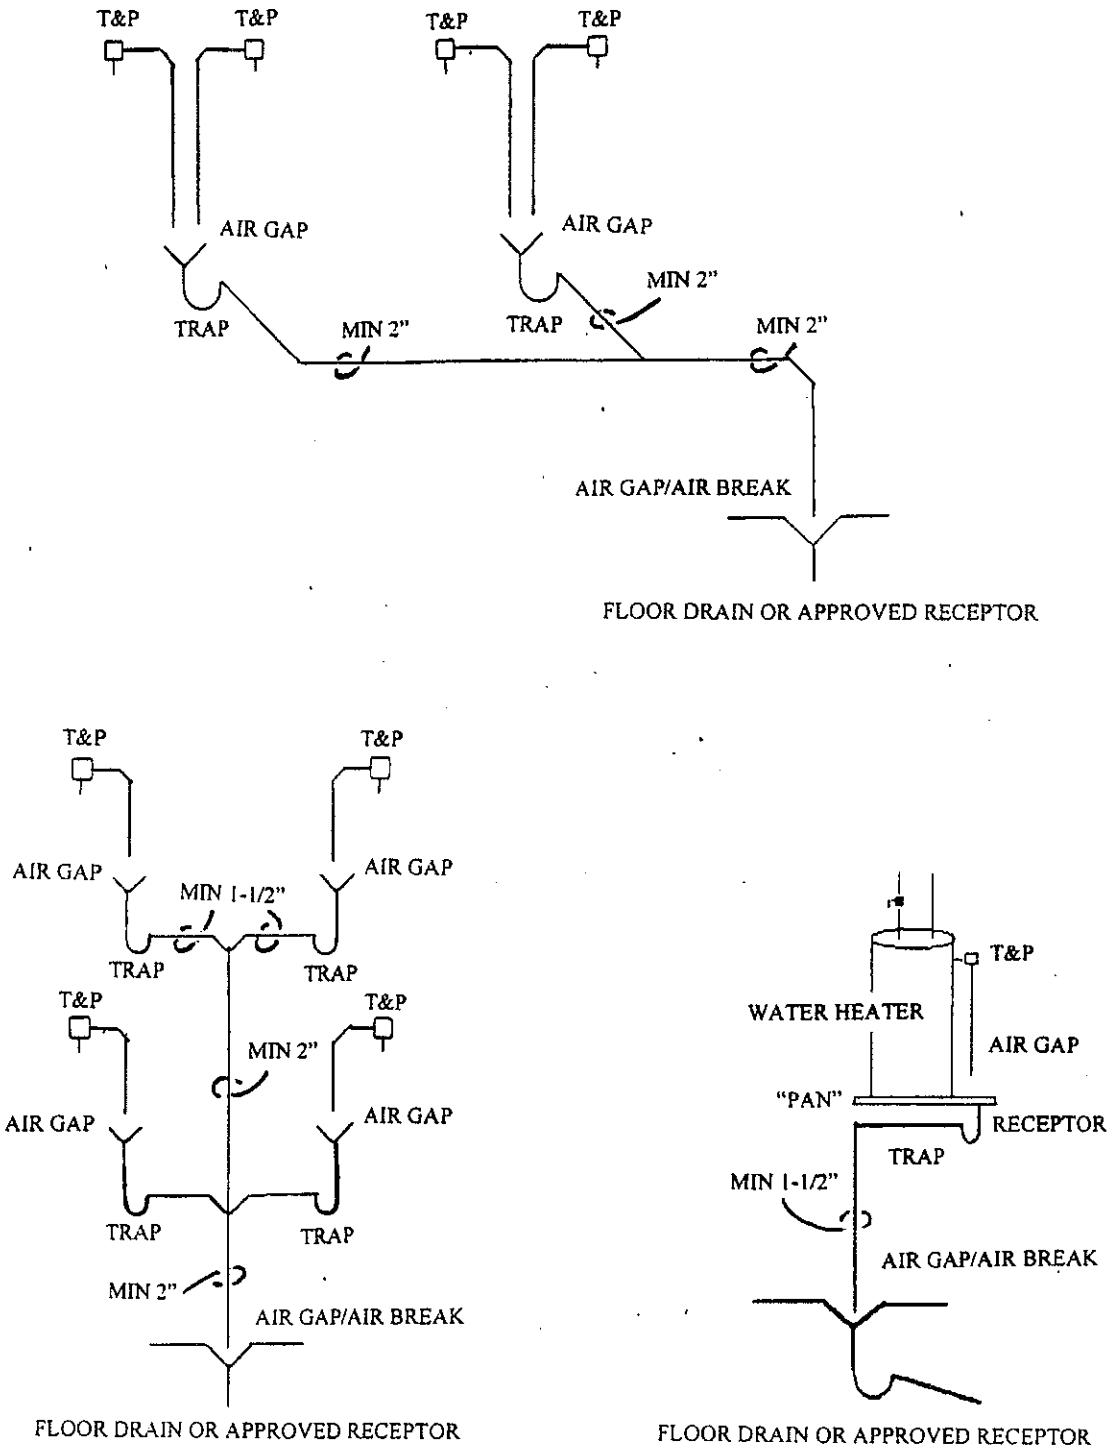 T&P
T&P
T&P
T&P
AIR GAP
AIR GAP
MIN 2"
TRAP
MIN 2"
TRAP
MIN 2"
AIR GAP/AIR BREAK
FLOOR DRAIN OR APPROVED RECEPTOR
T&P
T&P
AIR GAP
MIN 1-1/2"
AIR GAP
TRAP
TRAP
T&P
T&P
MIN 2"
AIR GAP
AIR GAP
TRAP
TRAP
MIN 2"
AIR GAP/AIR BREAK
FLOOR DRAIN OR APPROVED RECEPTOR
T&P
WATER HEATER
AIR GAP
"PAN"
RECEPTOR
TRAP
MIN 1-1/2"
AIR GAP/AIR BREAK
FLOOR DRAIN OR APPROVED RECEPTOR